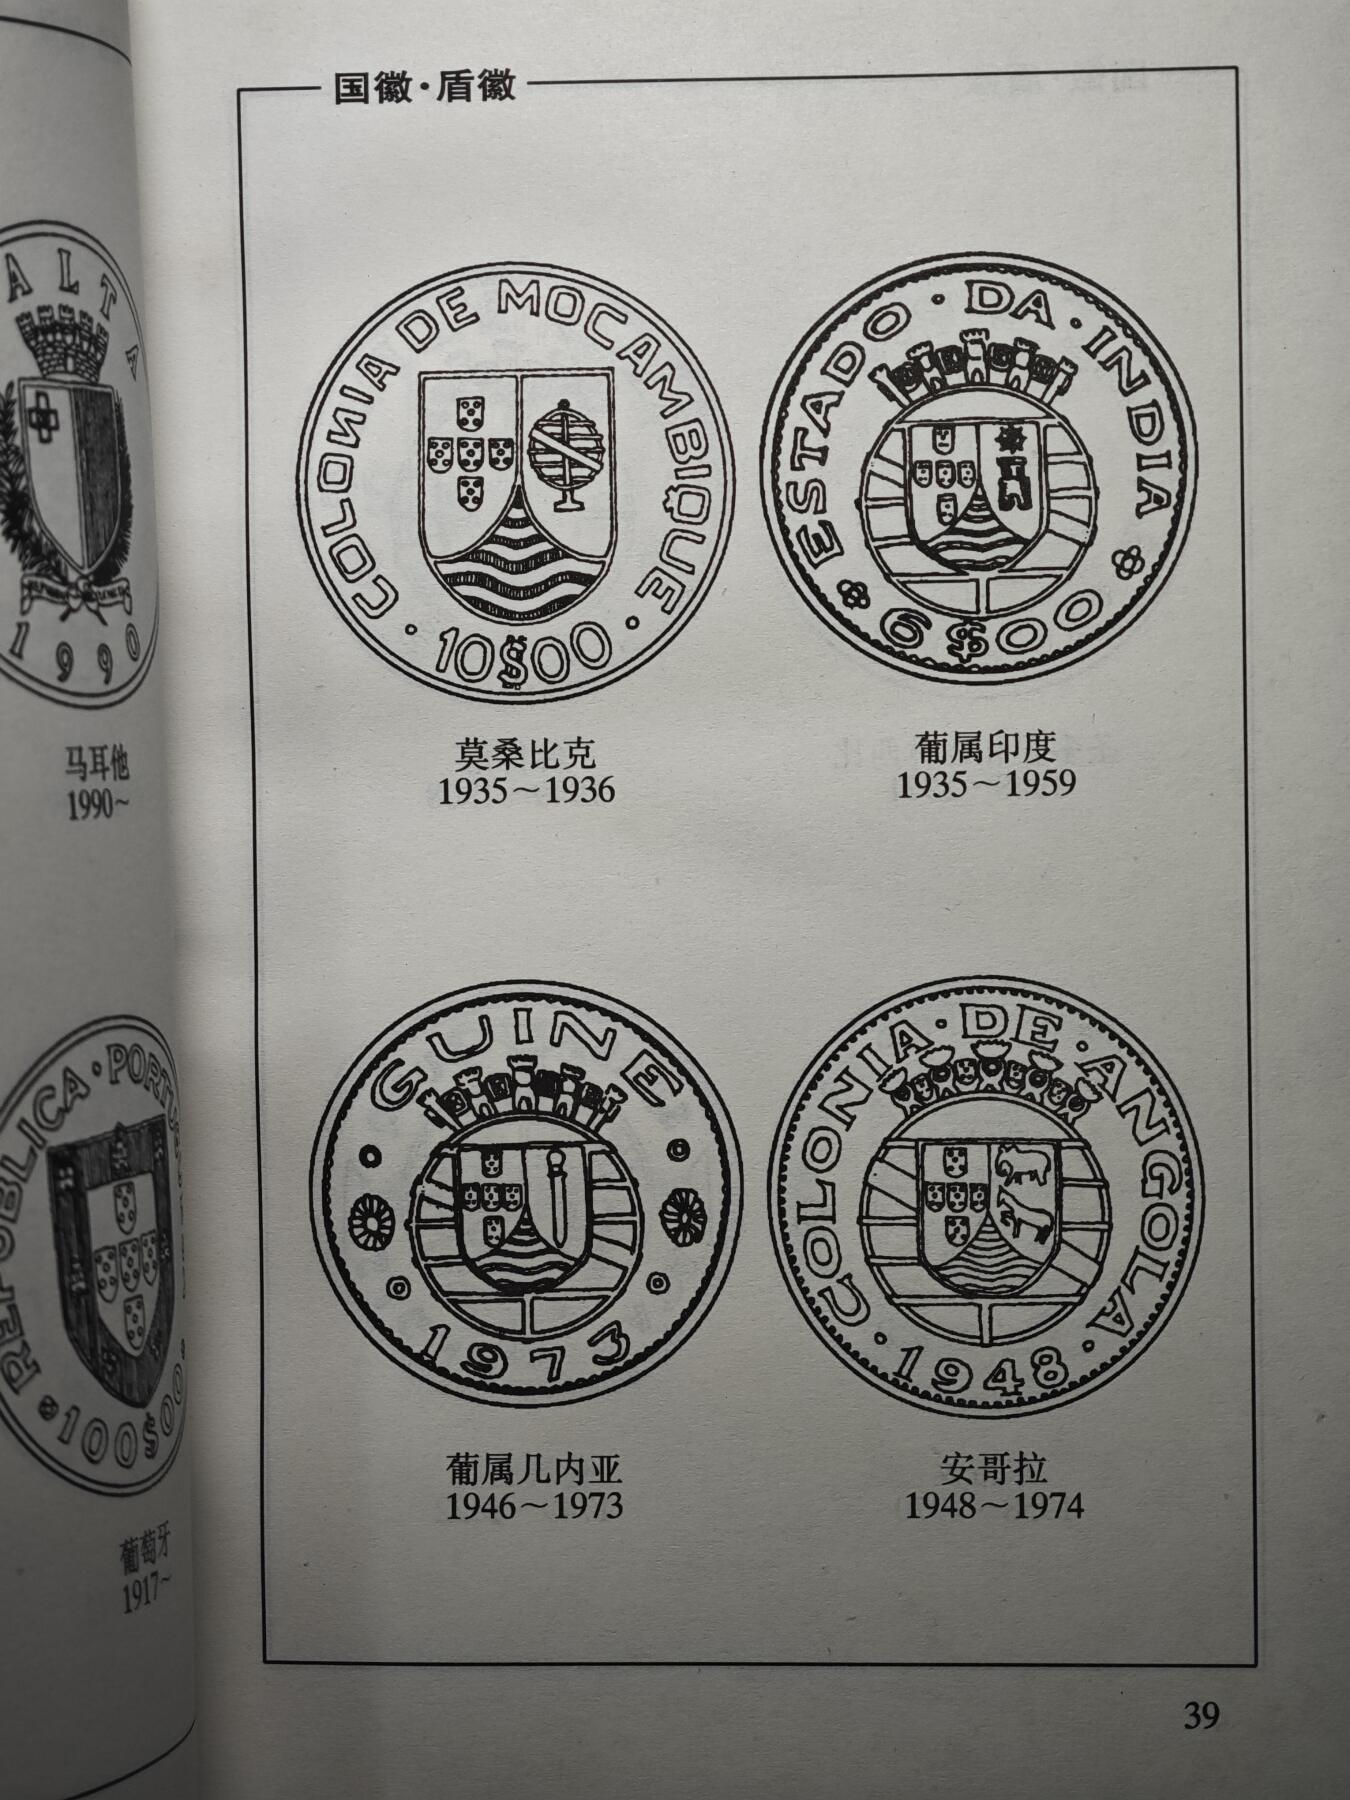 ALTA
1990
马耳他
1990~
REPUBLICA · PORTU
100$00
葡萄牙
1917~
国徽·盾徽
COLONIA DE MOCAMBIQUE
· 10$00 ·
莫桑比克
1935～1936
ESTADO · DA · INDIA
6$00
葡属印度
1935～1959
GUINE
1973
葡属几内亚
1946～1973
COLONIA · DE · ANGOLA
· 1948 ·
安哥拉
1948～1974
39